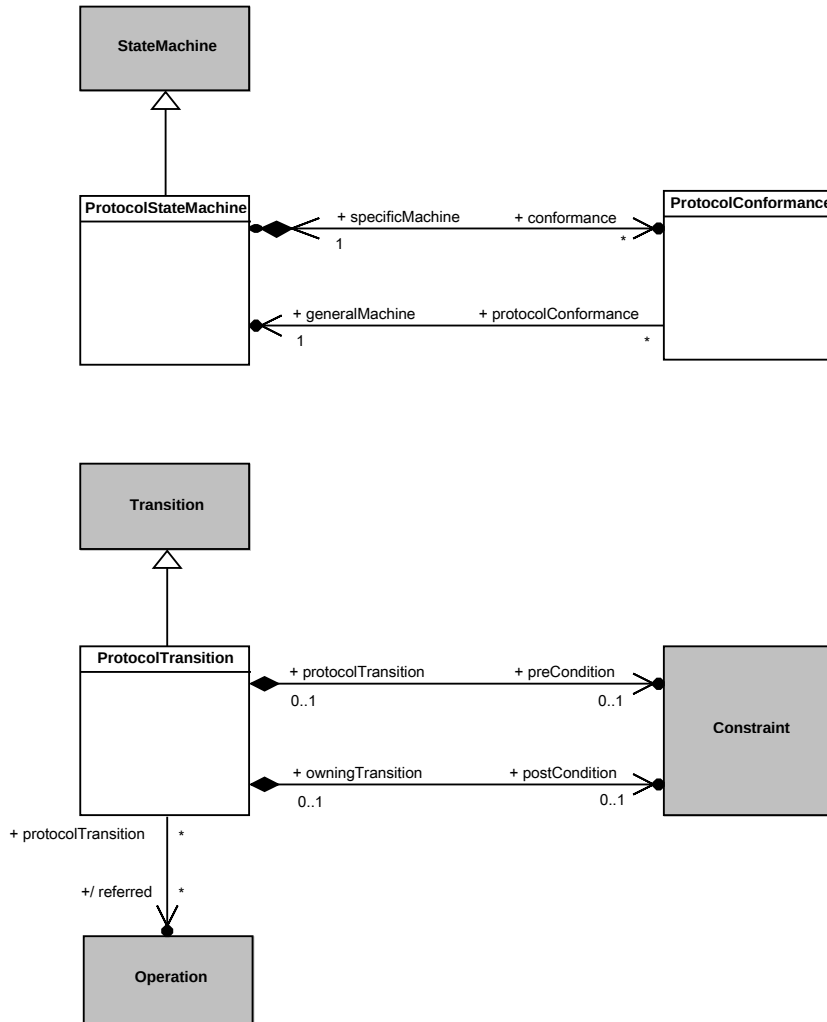 StateMachine
ProtocolStateMachine
ProtocolConformance
+ specificMachine
+ conformance
1
*
+ generalMachine
+ protocolConformance
1
*
Transition
ProtocolTransition
+ protocolTransition
+ preCondition
0..1
0..1
Constraint
+ owningTransition
+ postCondition
0..1
0..1
+ protocolTransition
*
+/ referred
*
Operation